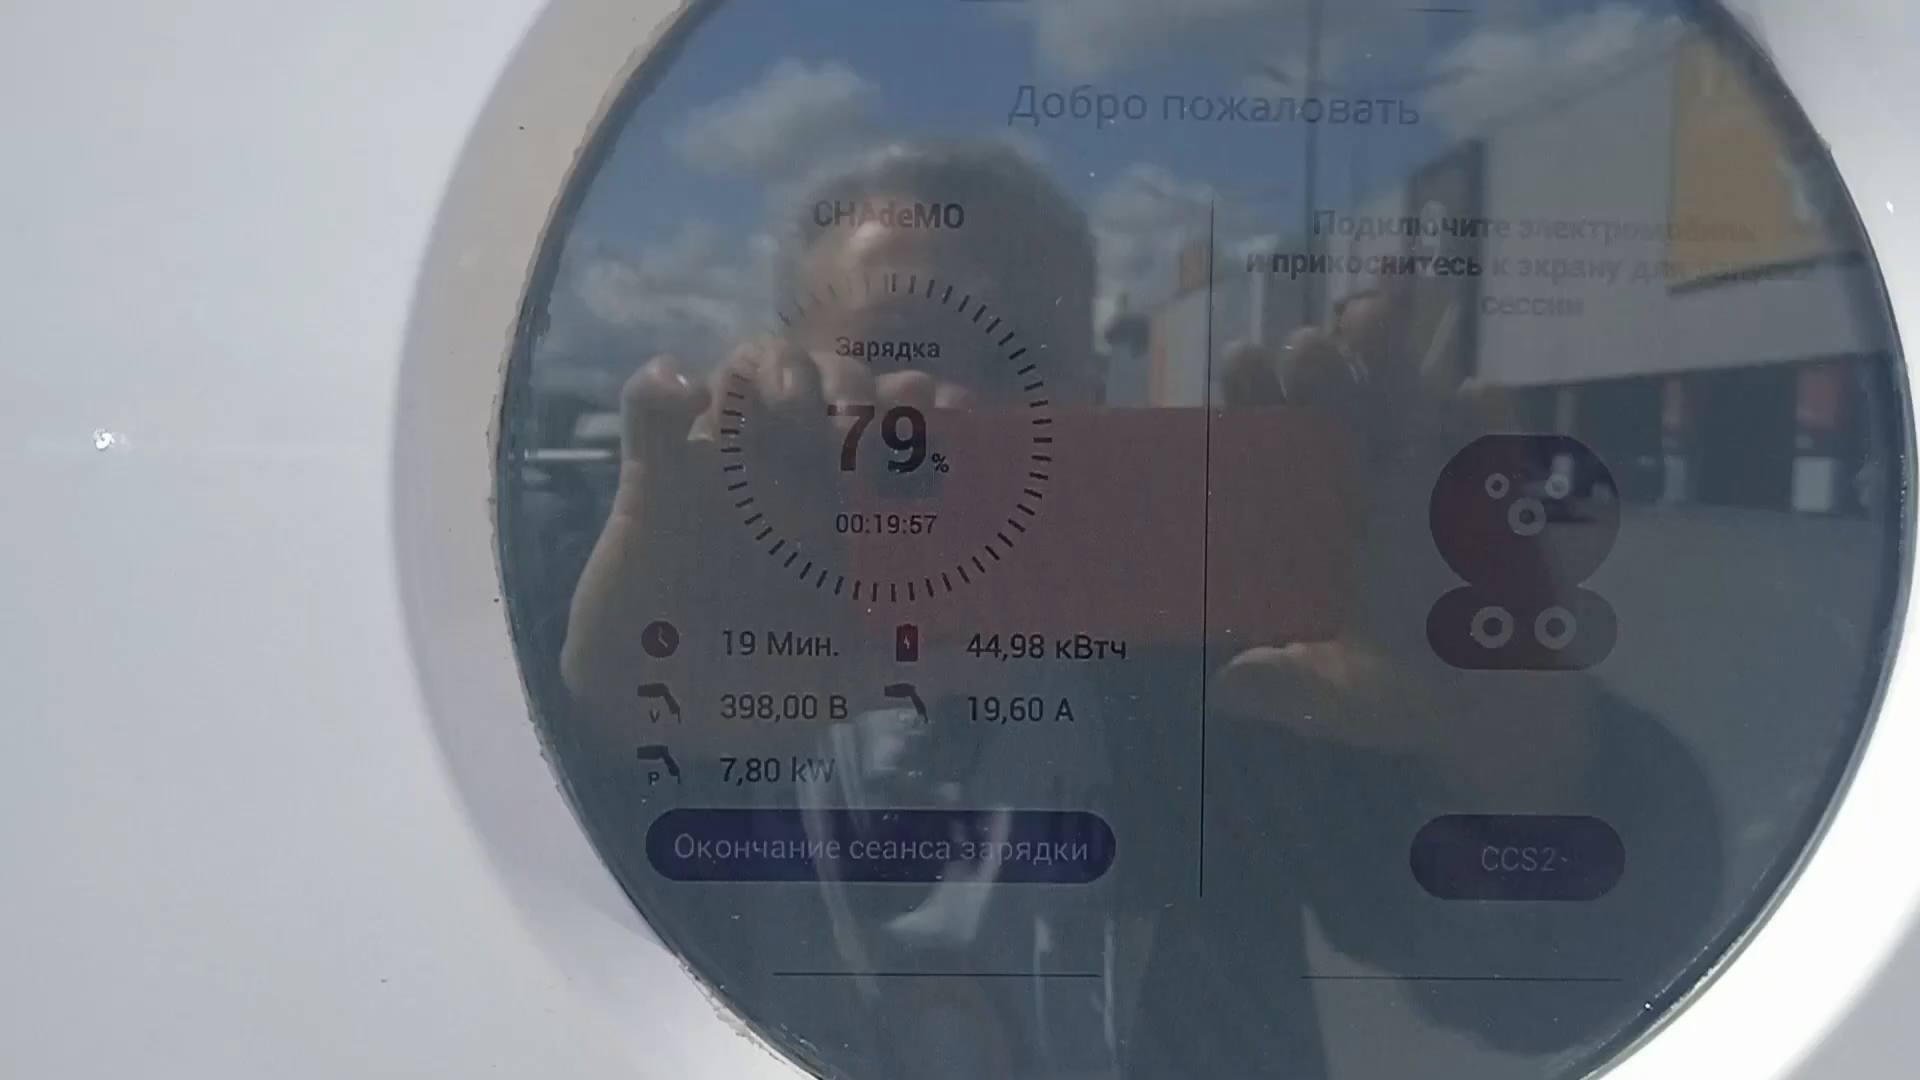 Добро пожаловать
CHAdeMO
Зарядка
79%
00:19:57
19 Мин.
44,98 кВтч
398,00 В
19,60 А
7,80 kW
V
P
Окончание сеанса зарядки
Подключите электромобиль
и прикоснитесь к экрану для запуска
сессии
CCS2